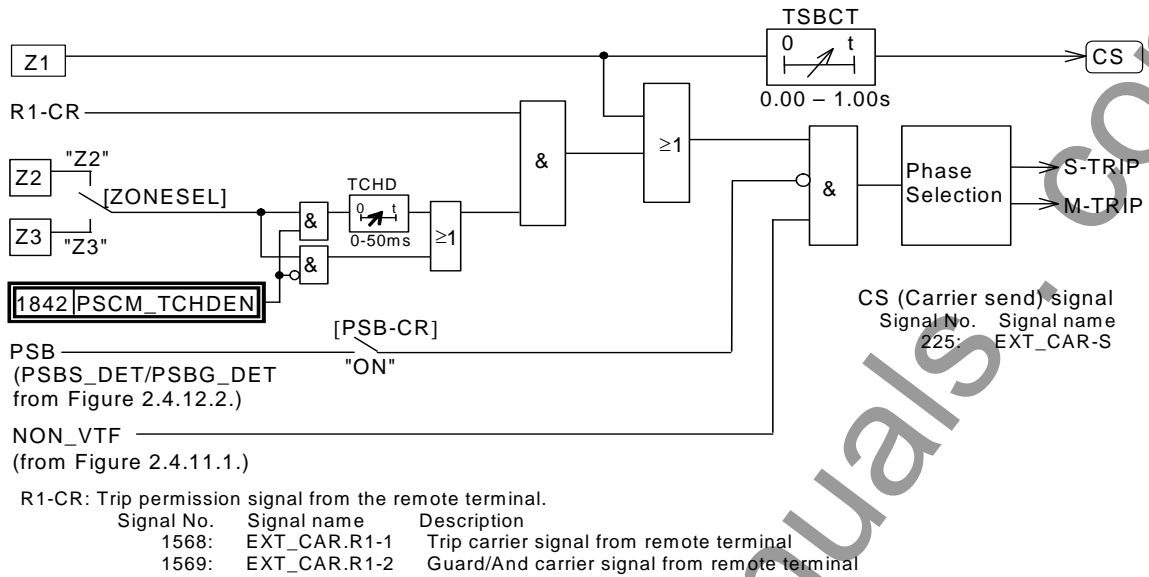 TSBCT
0 t
Z1
CS
0.00 – 1.00s
R1-CR
≥1
&
&
Phase
Selection
S-TRIP
M-TRIP
"Z2"
Z2
[ZONESEL]
TCHD
0 t
0-50ms
&
≥1
Z3
"Z3"
&
1842 PSCM_TCHDEN
CS (Carrier send) signal
Signal No. Signal name
225: EXT_CAR-S
[PSB-CR]
PSB
"ON"
(PSBS_DET/PSBG_DET
from Figure 2.4.12.2.)
NON_VTF
(from Figure 2.4.11.1.)
R1-CR: Trip permission signal from the remote terminal.
Signal No. Signal name Description
1568: EXT_CAR.R1-1 Trip carrier signal from remote terminal
1569: EXT_CAR.R1-2 Guard/And carrier signal from remote terminal